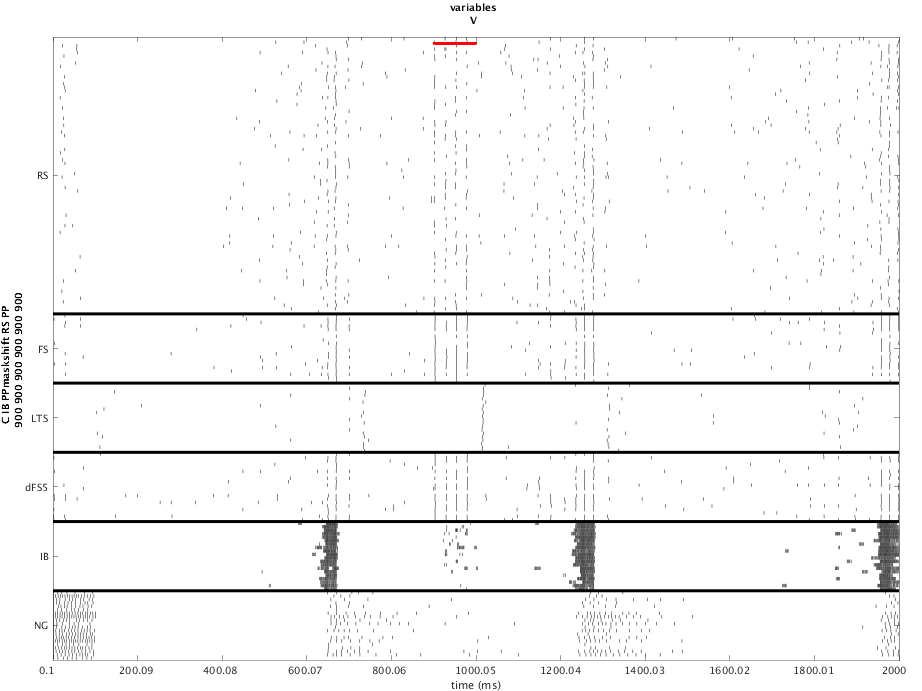 variables
V
C IB PPmaskshift RS PP
900 900 900 900 900 900 900
RS
FS
LTS
dFS5
IB
NG
0.1 200.09 400.08 600.07 800.06 1000.05 1200.04 1400.03 1600.02 1800.01 2000
time (ms)